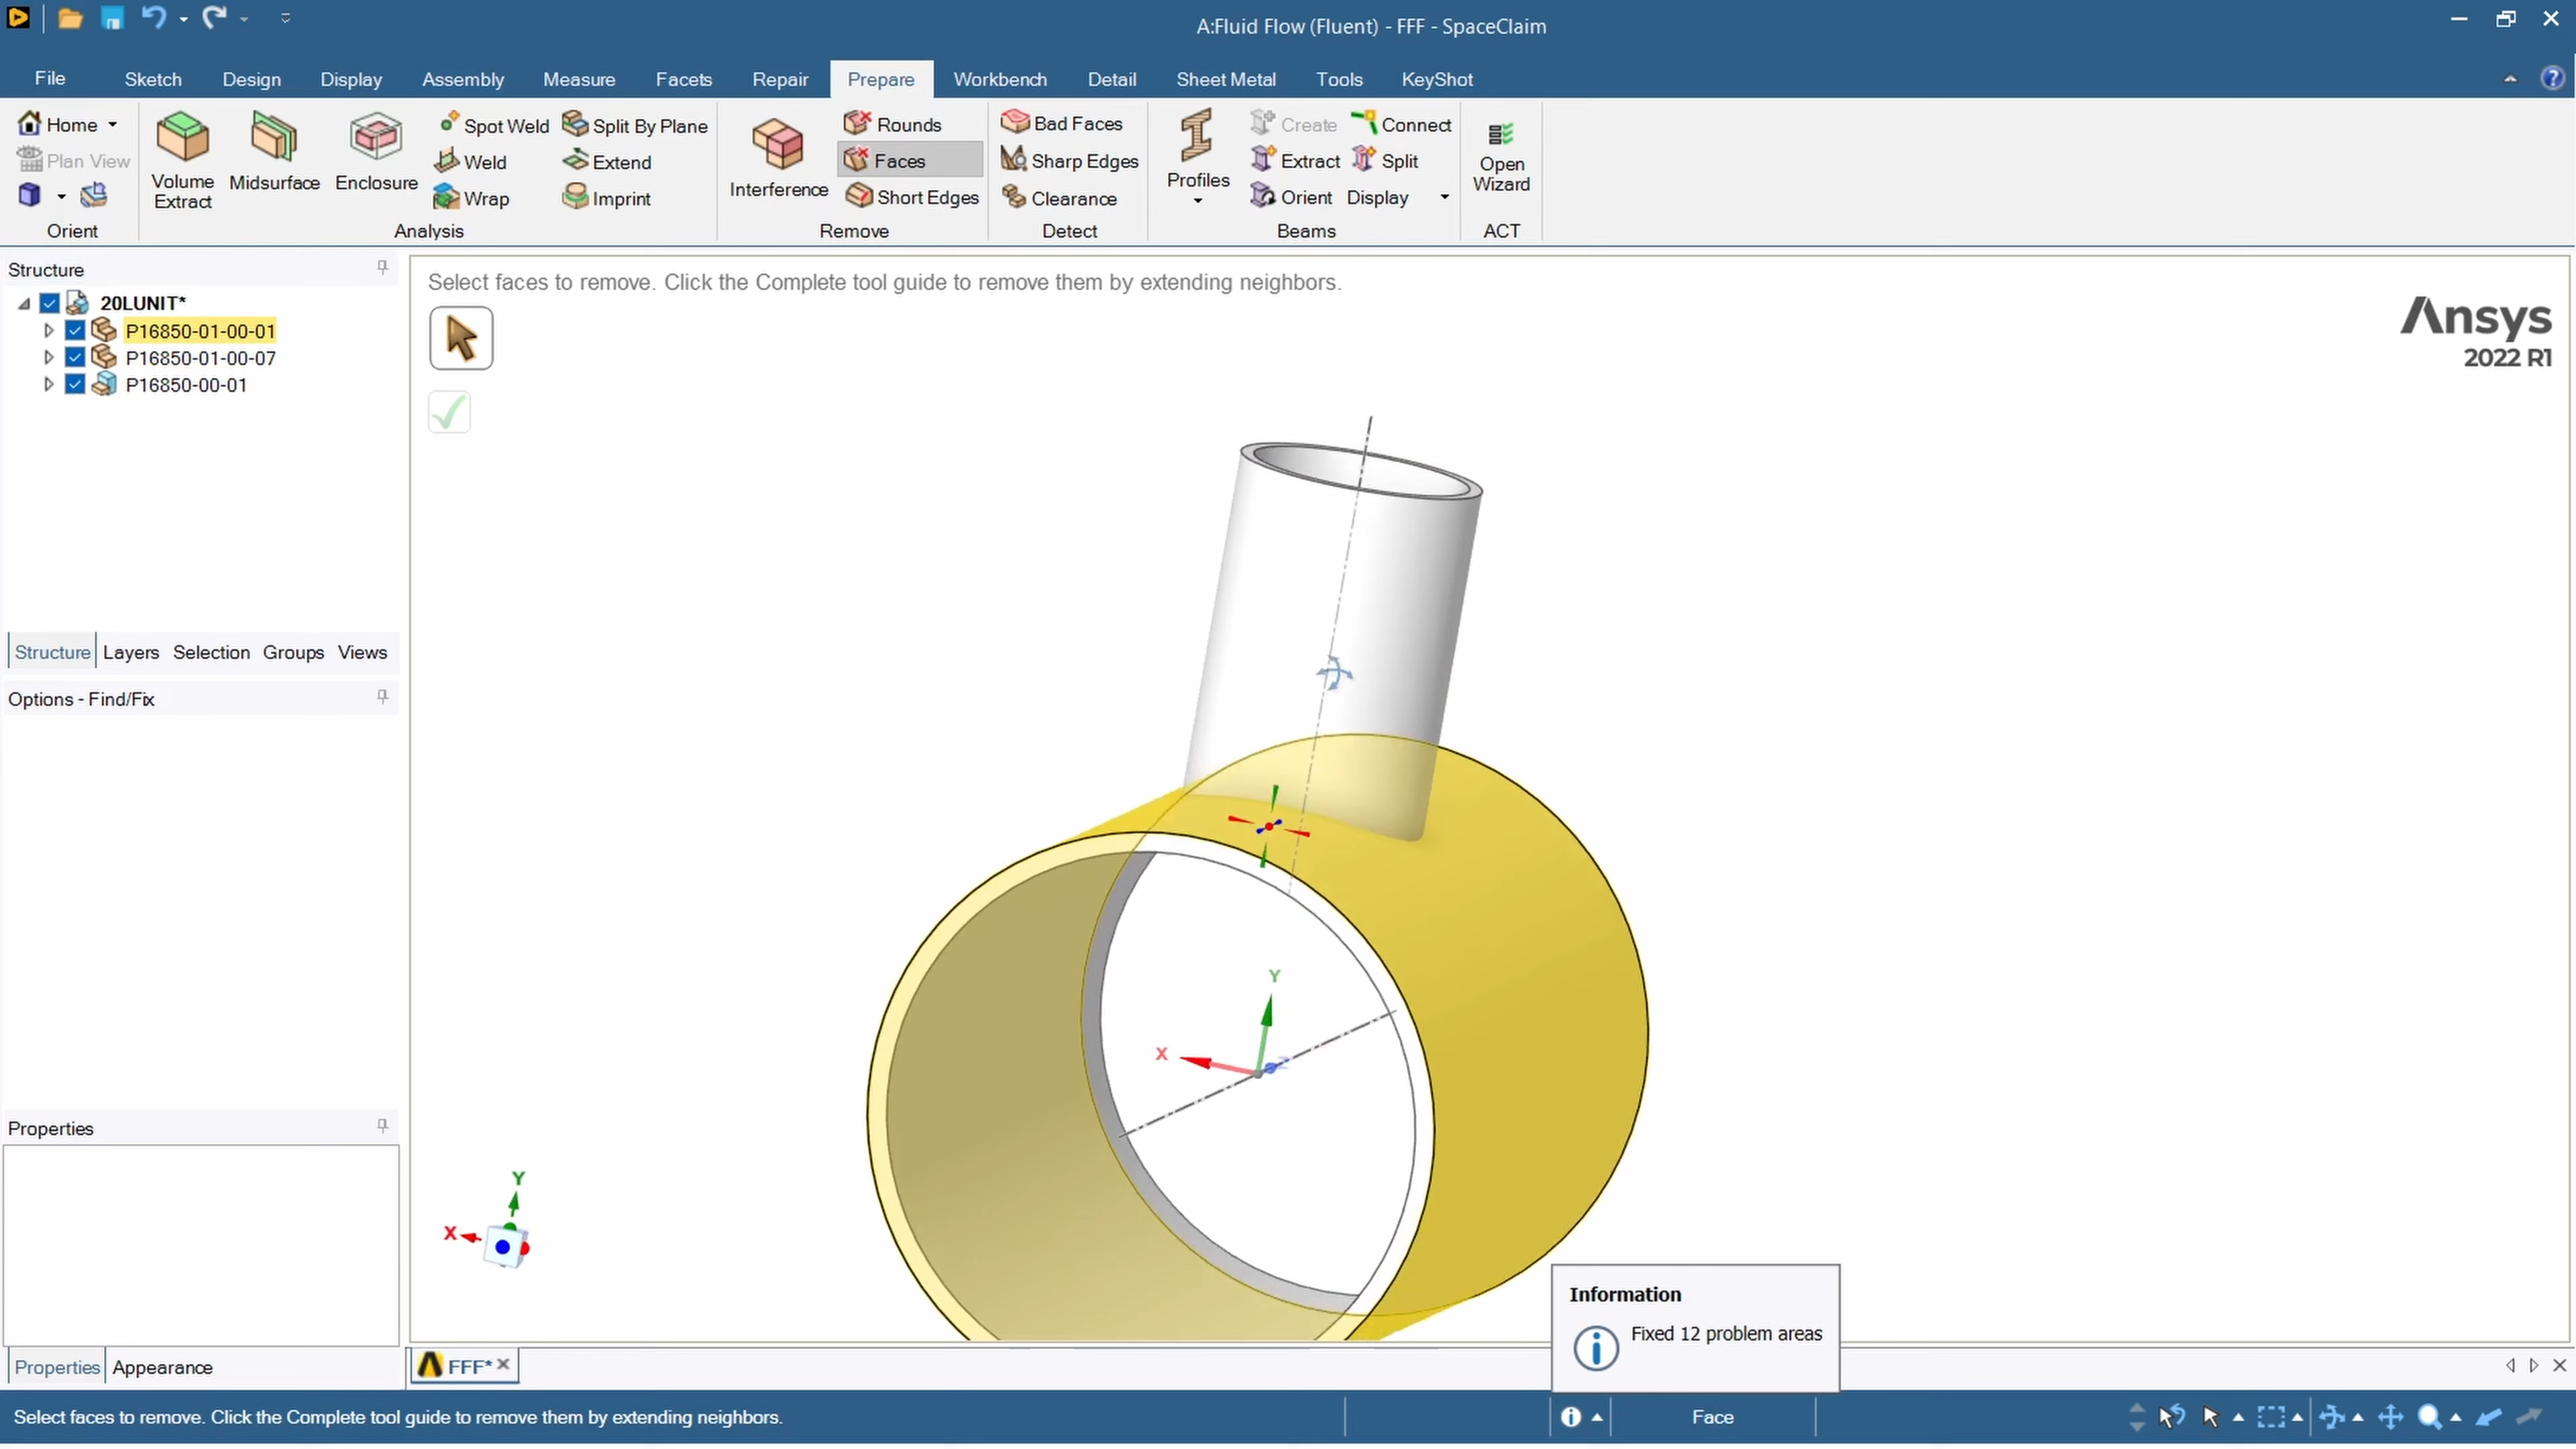 A:Fluid Flow (Fluent) - FFF - SpaceClaim
File Sketch Design Display Assembly Measure Facets Repair Prepare Workbench Detail Sheet Metal Tools KeyShot
Home
Plan View
Orient
Volume Extract
Midsurface
Enclosure
Spot Weld
Weld
Wrap
Split By Plane
Extend
Imprint
Analysis
Interference
Rounds
Faces
Short Edges
Remove
Bad Faces
Sharp Edges
Clearance
Detect
Profiles
Create
Connect
Extract
Split
Orient
Display
Beams
Open Wizard
ACT
Structure
20LUNIT*
P16850-01-00-01
P16850-01-00-07
P16850-00-01
Structure Layers Selection Groups Views
Options - Find/Fix
Properties
Properties Appearance
Select faces to remove. Click the Complete tool guide to remove them by extending neighbors.
Ansys
2022 R1
Y
X
Z
Y
X
Information
Fixed 12 problem areas
FFF*
Select faces to remove. Click the Complete tool guide to remove them by extending neighbors.
Face